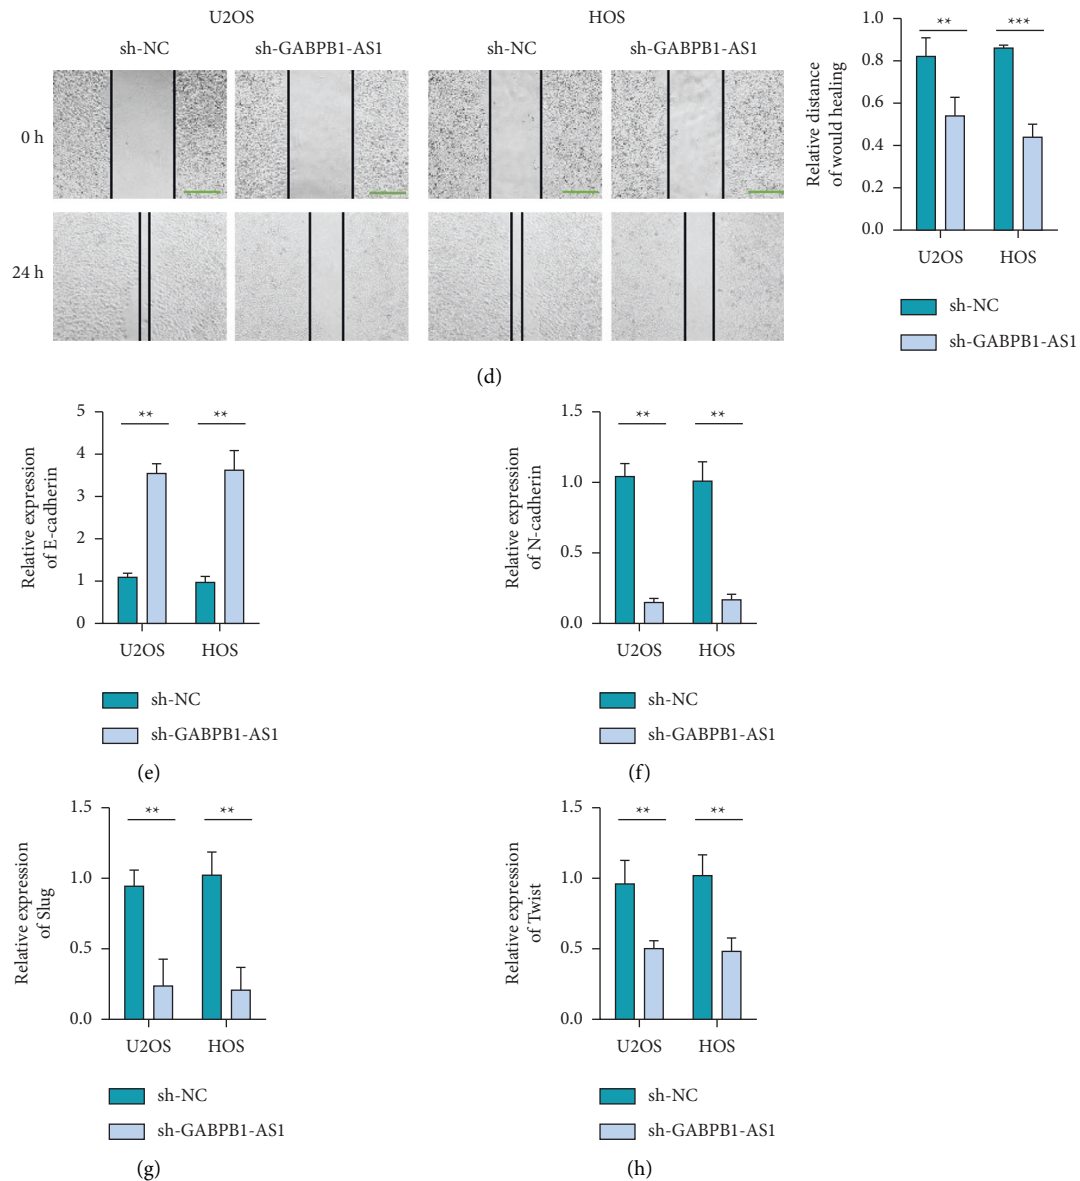 U2OS
HOS
sh-NC
sh-GABPB1-AS1
sh-NC
sh-GABPB1-AS1
0 h
24 h
Relative distance
of would healing
1.0
0.8
0.6
0.4
0.2
0.0
**
***
U2OS
HOS
sh-NC
sh-GABPB1-AS1
(d)
Relative expression
of E-cadherin
5
4
3
2
1
0
**
**
U2OS
HOS
sh-NC
sh-GABPB1-AS1
(e)
Relative expression
of N-cadherin
1.5
1.0
0.5
0.0
**
**
U2OS
HOS
sh-NC
sh-GABPB1-AS1
(f)
Relative expression
of Slug
1.5
1.0
0.5
0.0
**
**
U2OS
HOS
sh-NC
sh-GABPB1-AS1
(g)
Relative expression
of Twist
1.5
1.0
0.5
0.0
**
**
U2OS
HOS
sh-NC
sh-GABPB1-AS1
(h)